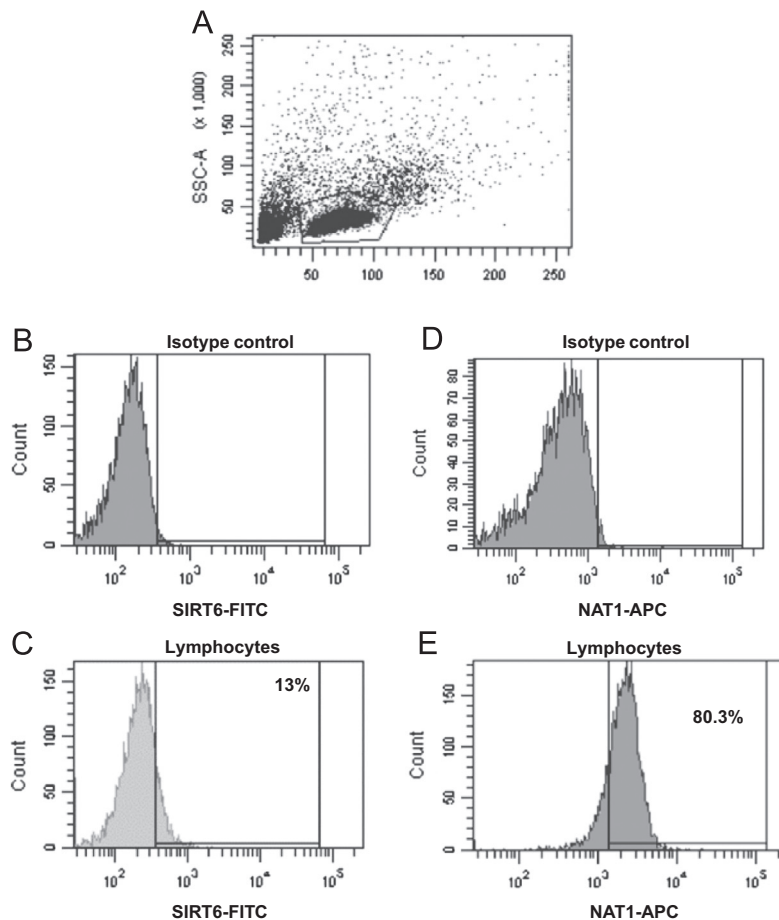 A
SSC-A (x 1.000)
250
200
150
100
50
50 100 150 200 250
B
Isotype control
Count
150
100
50
0
10² 10³ 10⁴ 10⁵
SIRT6-FITC
D
Isotype control
Count
80
70
60
50
40
30
20
10
0
10² 10³ 10⁴ 10⁵
NAT1-APC
C
Lymphocytes
13%
Count
150
100
50
0
10² 10³ 10⁴ 10⁵
SIRT6-FITC
E
Lymphocytes
80.3%
Count
150
100
50
0
10² 10³ 10⁴ 10⁵
NAT1-APC